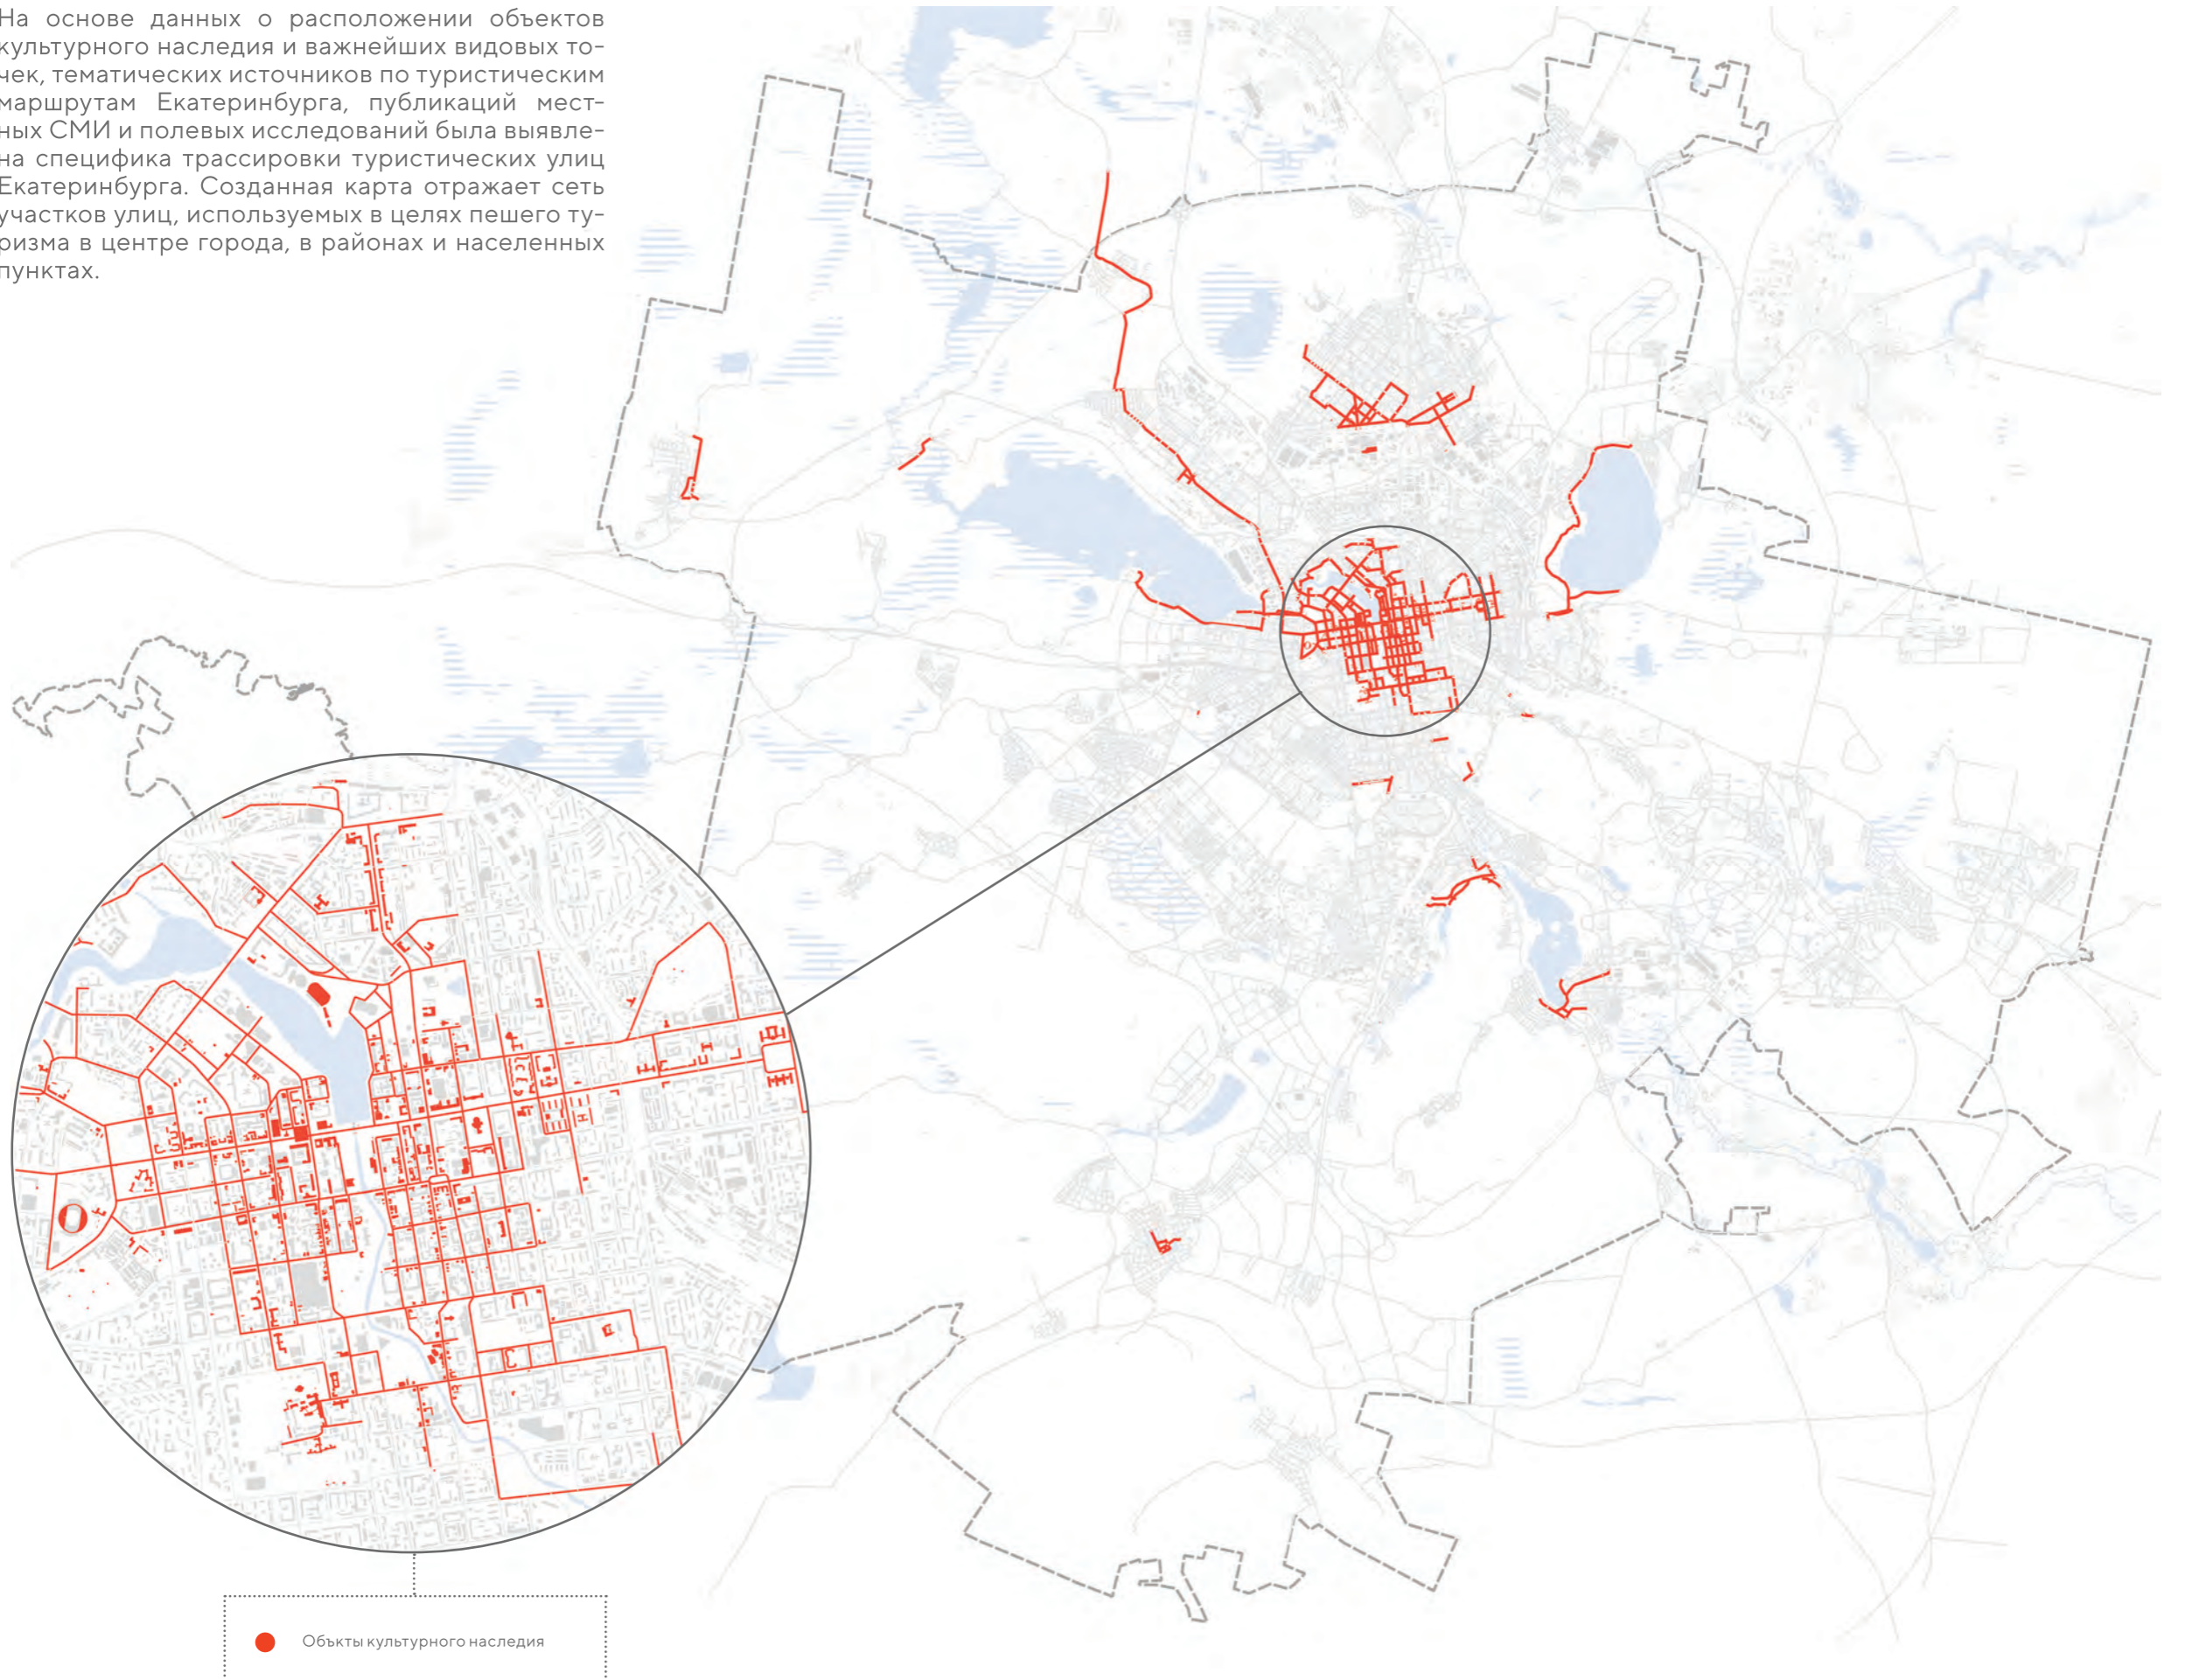 На основе данных о расположении объектов
культурного наследия и важнейших видовых то-
чек, тематических источников по туристическим
маршрутам Екатеринбурга, публикаций мест-
ных СМИ и полевых исследований была выявле-
на специфика трассировки туристических улиц
Екатеринбурга. Созданная карта отражает сеть
участков улиц, используемых в целях пешего ту-
ризма в центре города, в районах и населенных
пунктах.
Объкты культурного наследия